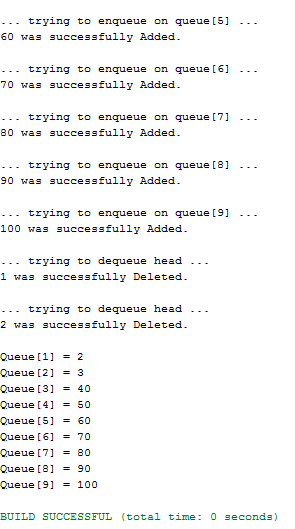 ... trying to enqueue on queue[5] ...
60 was successfully Added.
... trying to enqueue on queue[6] ...
70 was successfully Added.
... trying to enqueue on queue[7] ...
80 was successfully Added.
... trying to enqueue on queue[8] ...
90 was successfully Added.
... trying to enqueue on queue[9] ...
100 was successfully Added.
... trying to dequeue head ...
1 was successfully Deleted.
... trying to dequeue head ...
2 was successfully Deleted.
Queue[1] = 2
Queue[2] = 3
Queue[3] = 40
Queue[4] = 50
Queue[5] = 60
Queue[6] = 70
Queue[7] = 80
Queue[8] = 90
Queue[9] = 100
BUILD SUCCESSFUL (total time: 0 seconds)